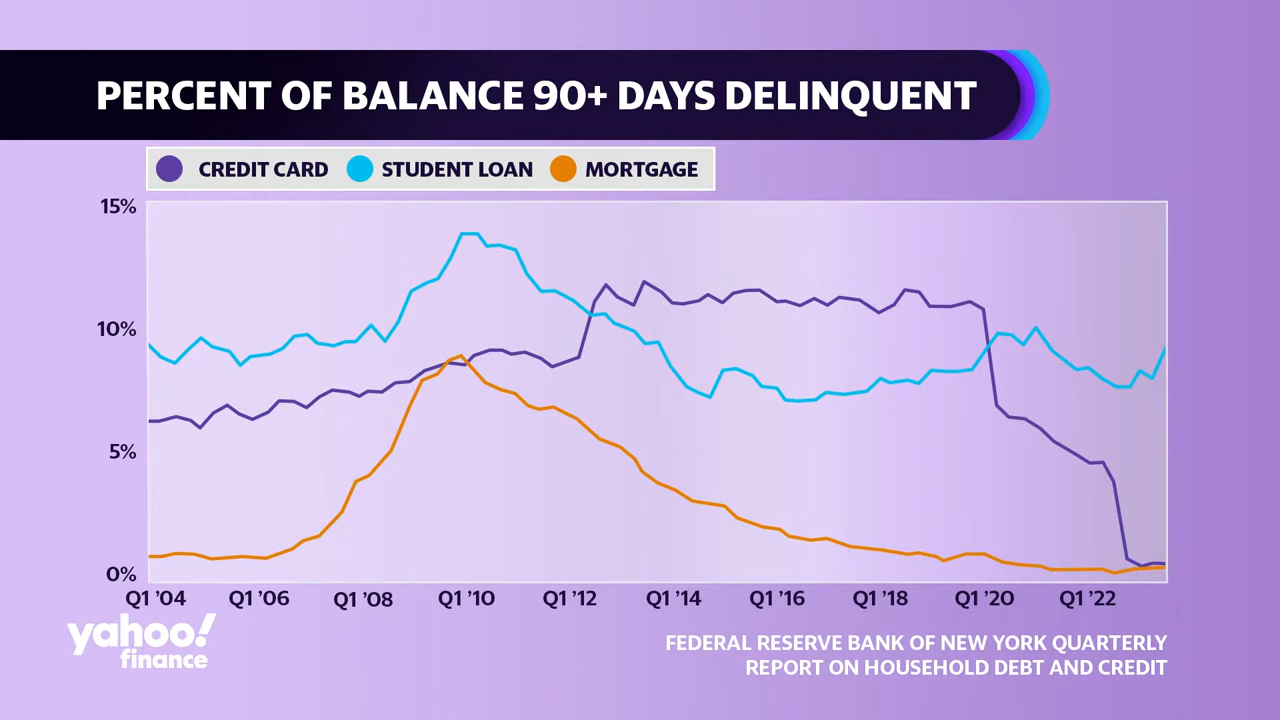 PERCENT OF BALANCE 90+ DAYS DELINQUENT
CREDIT CARD STUDENT LOAN MORTGAGE
15%
10%
5%
0%
Q1 '04 Q1 '06 Q1 '08 Q1 '10 Q1 '12 Q1 '14 Q1 '16 Q1 '18 Q1 '20 Q1 '22
yahoo!
finance
FEDERAL RESERVE BANK OF NEW YORK QUARTERLY
REPORT ON HOUSEHOLD DEBT AND CREDIT